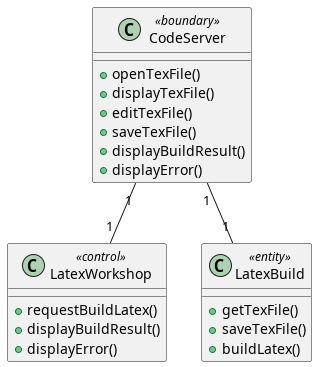 C
«boundary»
CodeServer
openTexFile()
displayTexFile()
editTexFile()
saveTexFile()
displayBuildResult()
displayError()
1
1
1
1
C
«control»
LatexWorkshop
requestBuildLatex()
displayBuildResult()
displayError()
C
«entity»
LatexBuild
getTexFile()
saveTexFile()
buildLatex()